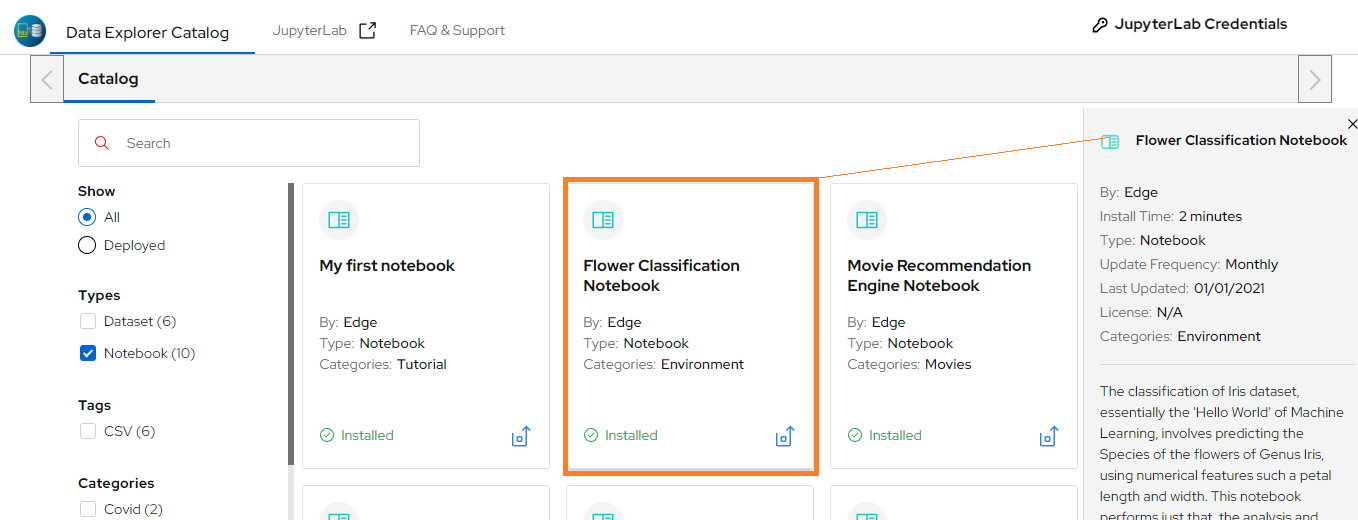 Data Explorer Catalog
JupyterLab
FAQ & Support
JupyterLab Credentials
Catalog
Search
Show
All
Deployed
Types
Dataset (6)
Notebook (10)
Tags
CSV (6)
Categories
Covid (2)
My first notebook
By: Edge
Type: Notebook
Categories: Tutorial
Installed
Flower Classification
Notebook
By: Edge
Type: Notebook
Categories: Environment
Installed
Movie Recommendation
Engine Notebook
By: Edge
Type: Notebook
Categories: Movies
Installed
Flower Classification Notebook
By: Edge
Install Time: 2 minutes
Type: Notebook
Update Frequency: Monthly
Last Updated: 01/01/2021
License: N/A
Categories: Environment
The classification of Iris dataset,
essentially the 'Hello World' of Machine
Learning, involves predicting the
Species of the flowers of Genus Iris,
using numerical features such a petal
length and width. This notebook
performs just that, the analysis and